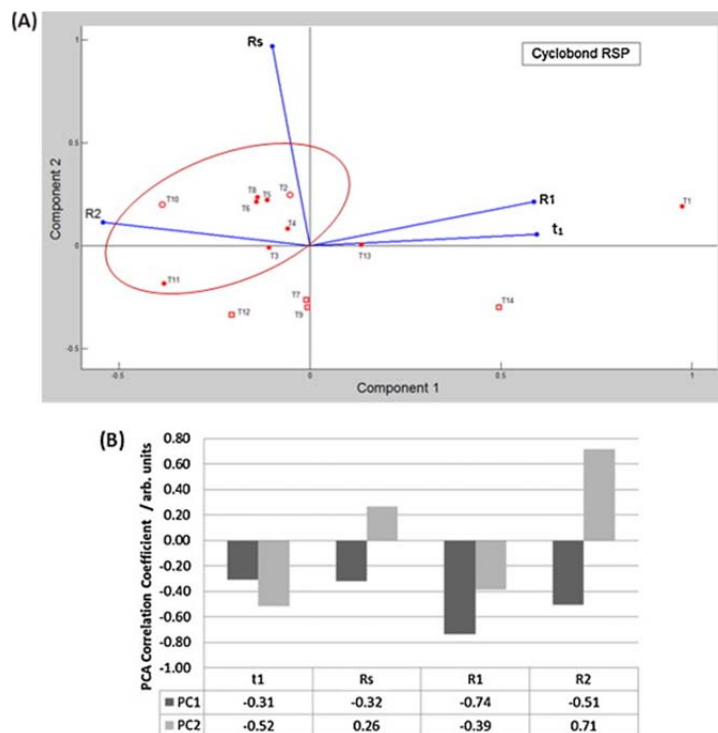 (A)
Cyclobond RSP
Component 2
1
0.5
0
-0.5
Rs
R2
R1
t₁
T10
T8
T5
T2
T6
T4
T3
T13
T1
T11
T12
T7
T9
T14
-0.5
0
0.5
1
Component 1
(B)
PCA Correlation Coefficient / arb. units
0.80
0.60
0.40
0.20
0.00
-0.20
-0.40
-0.60
-0.80
-1.00
t1 Rs R1 R2
PC1 -0.31 -0.32 -0.74 -0.51
PC2 -0.52 0.26 -0.39 0.71